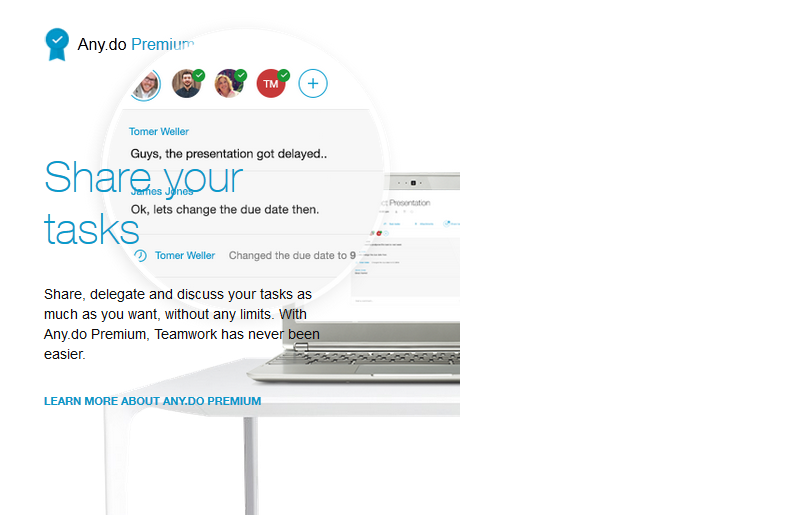 Any.do Premium
TM
Tomer Weller
Guys, the presentation got delayed..
Share your
tasks
James Jones
Ok, lets change the due date then.
Tomer Weller Changed the due date to 9
Presentation
Share, delegate and discuss your tasks as
much as you want, without any limits. With
Any.do Premium, Teamwork has never been
easier.
LEARN MORE ABOUT ANY.DO PREMIUM